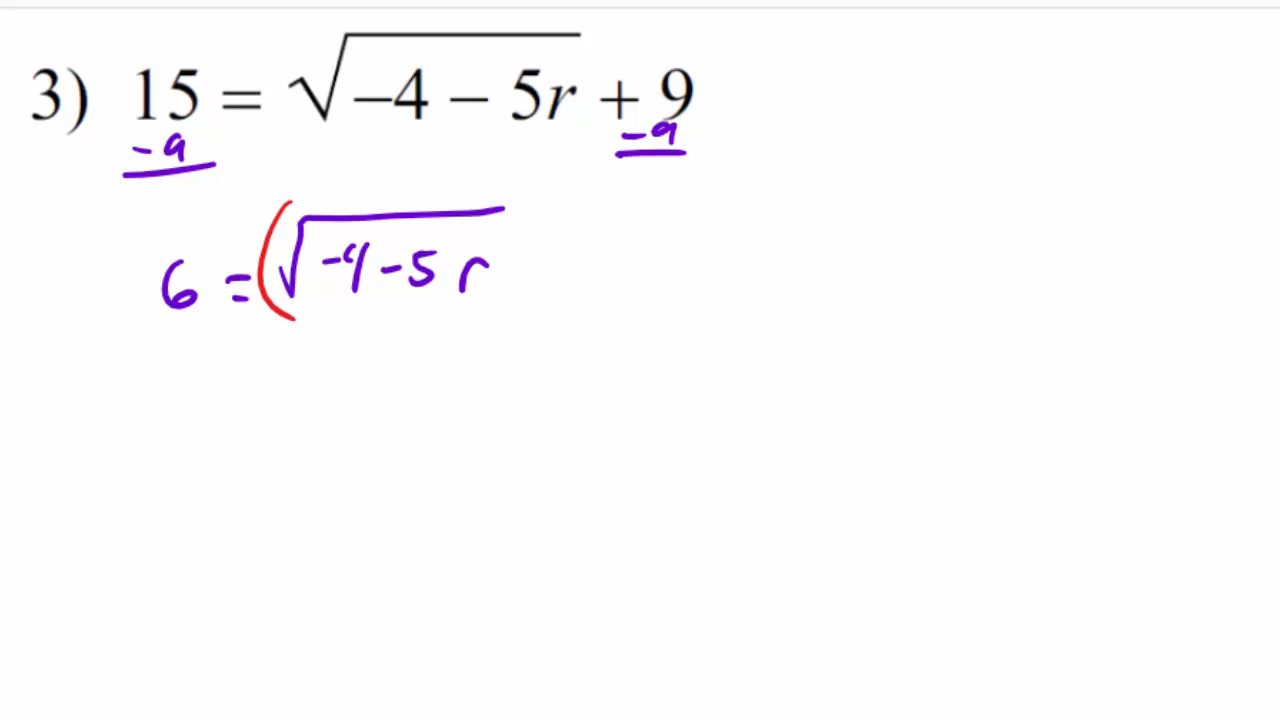 3) 15 = √-4 - 5r + 9
-9 -9
6 = (√-4-5r